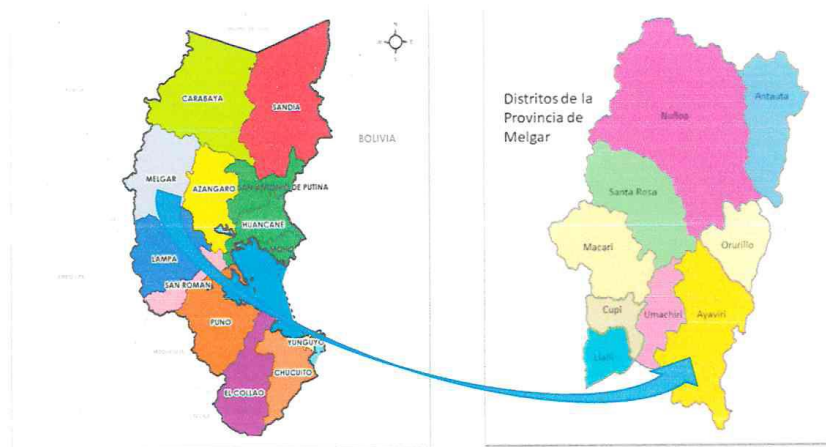 CARABAYA
SANDIA
BOLIVIA
MELGAR
AZANGARO
SAN ANTONIO DE PUTINA
HUANCANE
MOHO
LAMPA
SAN ROMAN
PUNO
YUNGUYO
CHUCUITO
EL COLLAO
Distritos de la
Provincia de
Melgar
Nuñoa
Antauta
Santa Rosa
Macari
Orurillo
Cupi
Umachiri
Ayaviri
Llalli